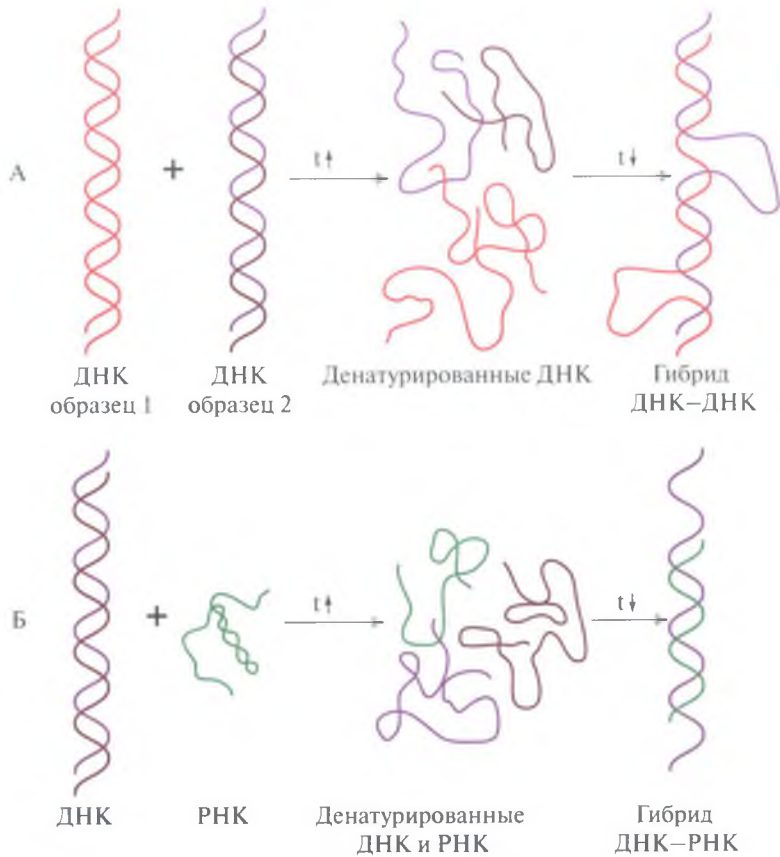 А
+
t↑
t↓
ДНК
образец 1
ДНК
образец 2
Денатурированные ДНК
Гибрид
ДНК–ДНК
Б
+
t↑
t↓
ДНК
РНК
Денатурированные
ДНК и РНК
Гибрид
ДНК–РНК